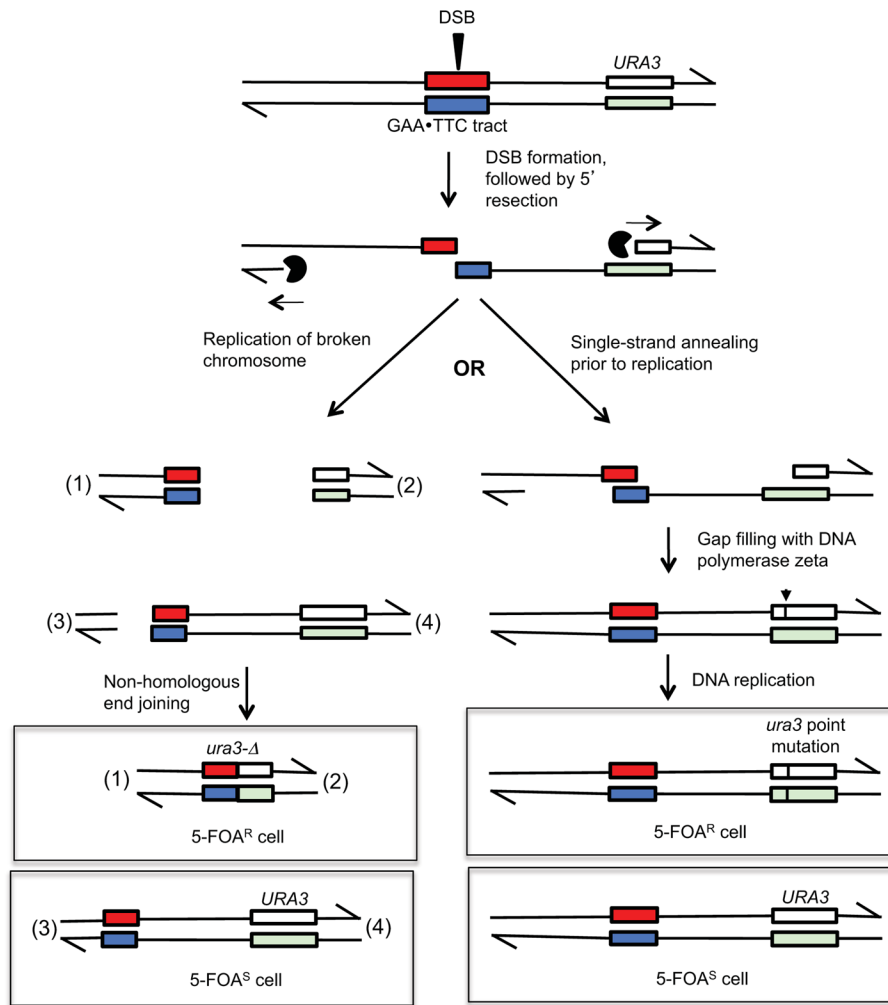 DSB
URA3
GAA•TTC tract
DSB formation,
followed by 5’
resection
Replication of broken
chromosome
OR
Single-strand annealing
prior to replication
(1)
(2)
Gap filling with DNA
polymerase zeta
(3)
(4)
Non-homologous
end joining
DNA replication
ura3-Δ
(1)
(2)
5-FOAᴿ cell
ura3 point
mutation
5-FOAᴿ cell
URA3
(3)
(4)
5-FOAˢ cell
URA3
5-FOAˢ cell